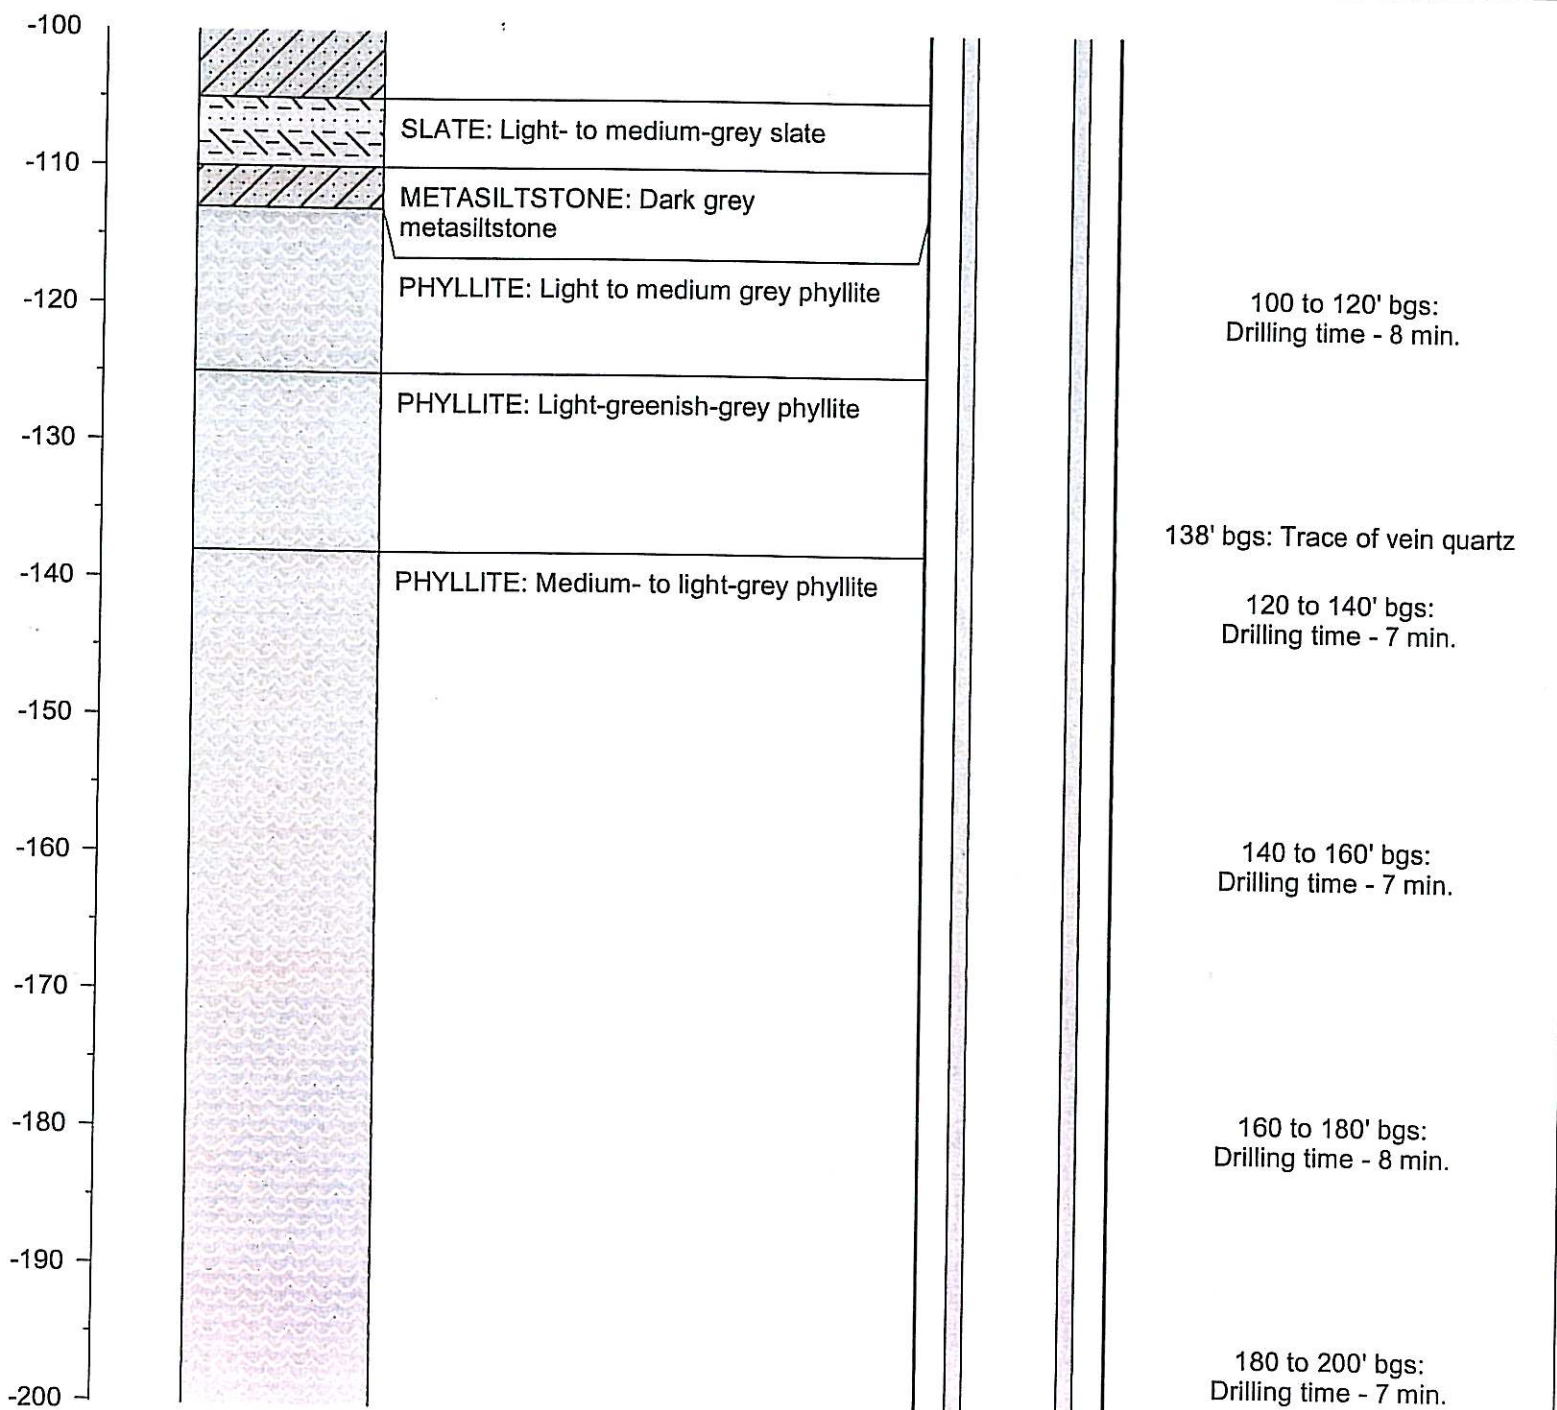 -100
-110
-120
-130
-140
-150
-160
-170
-180
-190
-200
SLATE: Light- to medium-grey slate
METASILTSTONE: Dark grey
metasiltstone
PHYLLITE: Light to medium grey phyllite
PHYLLITE: Light-greenish-grey phyllite
PHYLLITE: Medium- to light-grey phyllite
100 to 120' bgs:
Drilling time - 8 min.
138' bgs: Trace of vein quartz
120 to 140' bgs:
Drilling time - 7 min.
140 to 160' bgs:
Drilling time - 7 min.
160 to 180' bgs:
Drilling time - 8 min.
180 to 200' bgs:
Drilling time - 7 min.